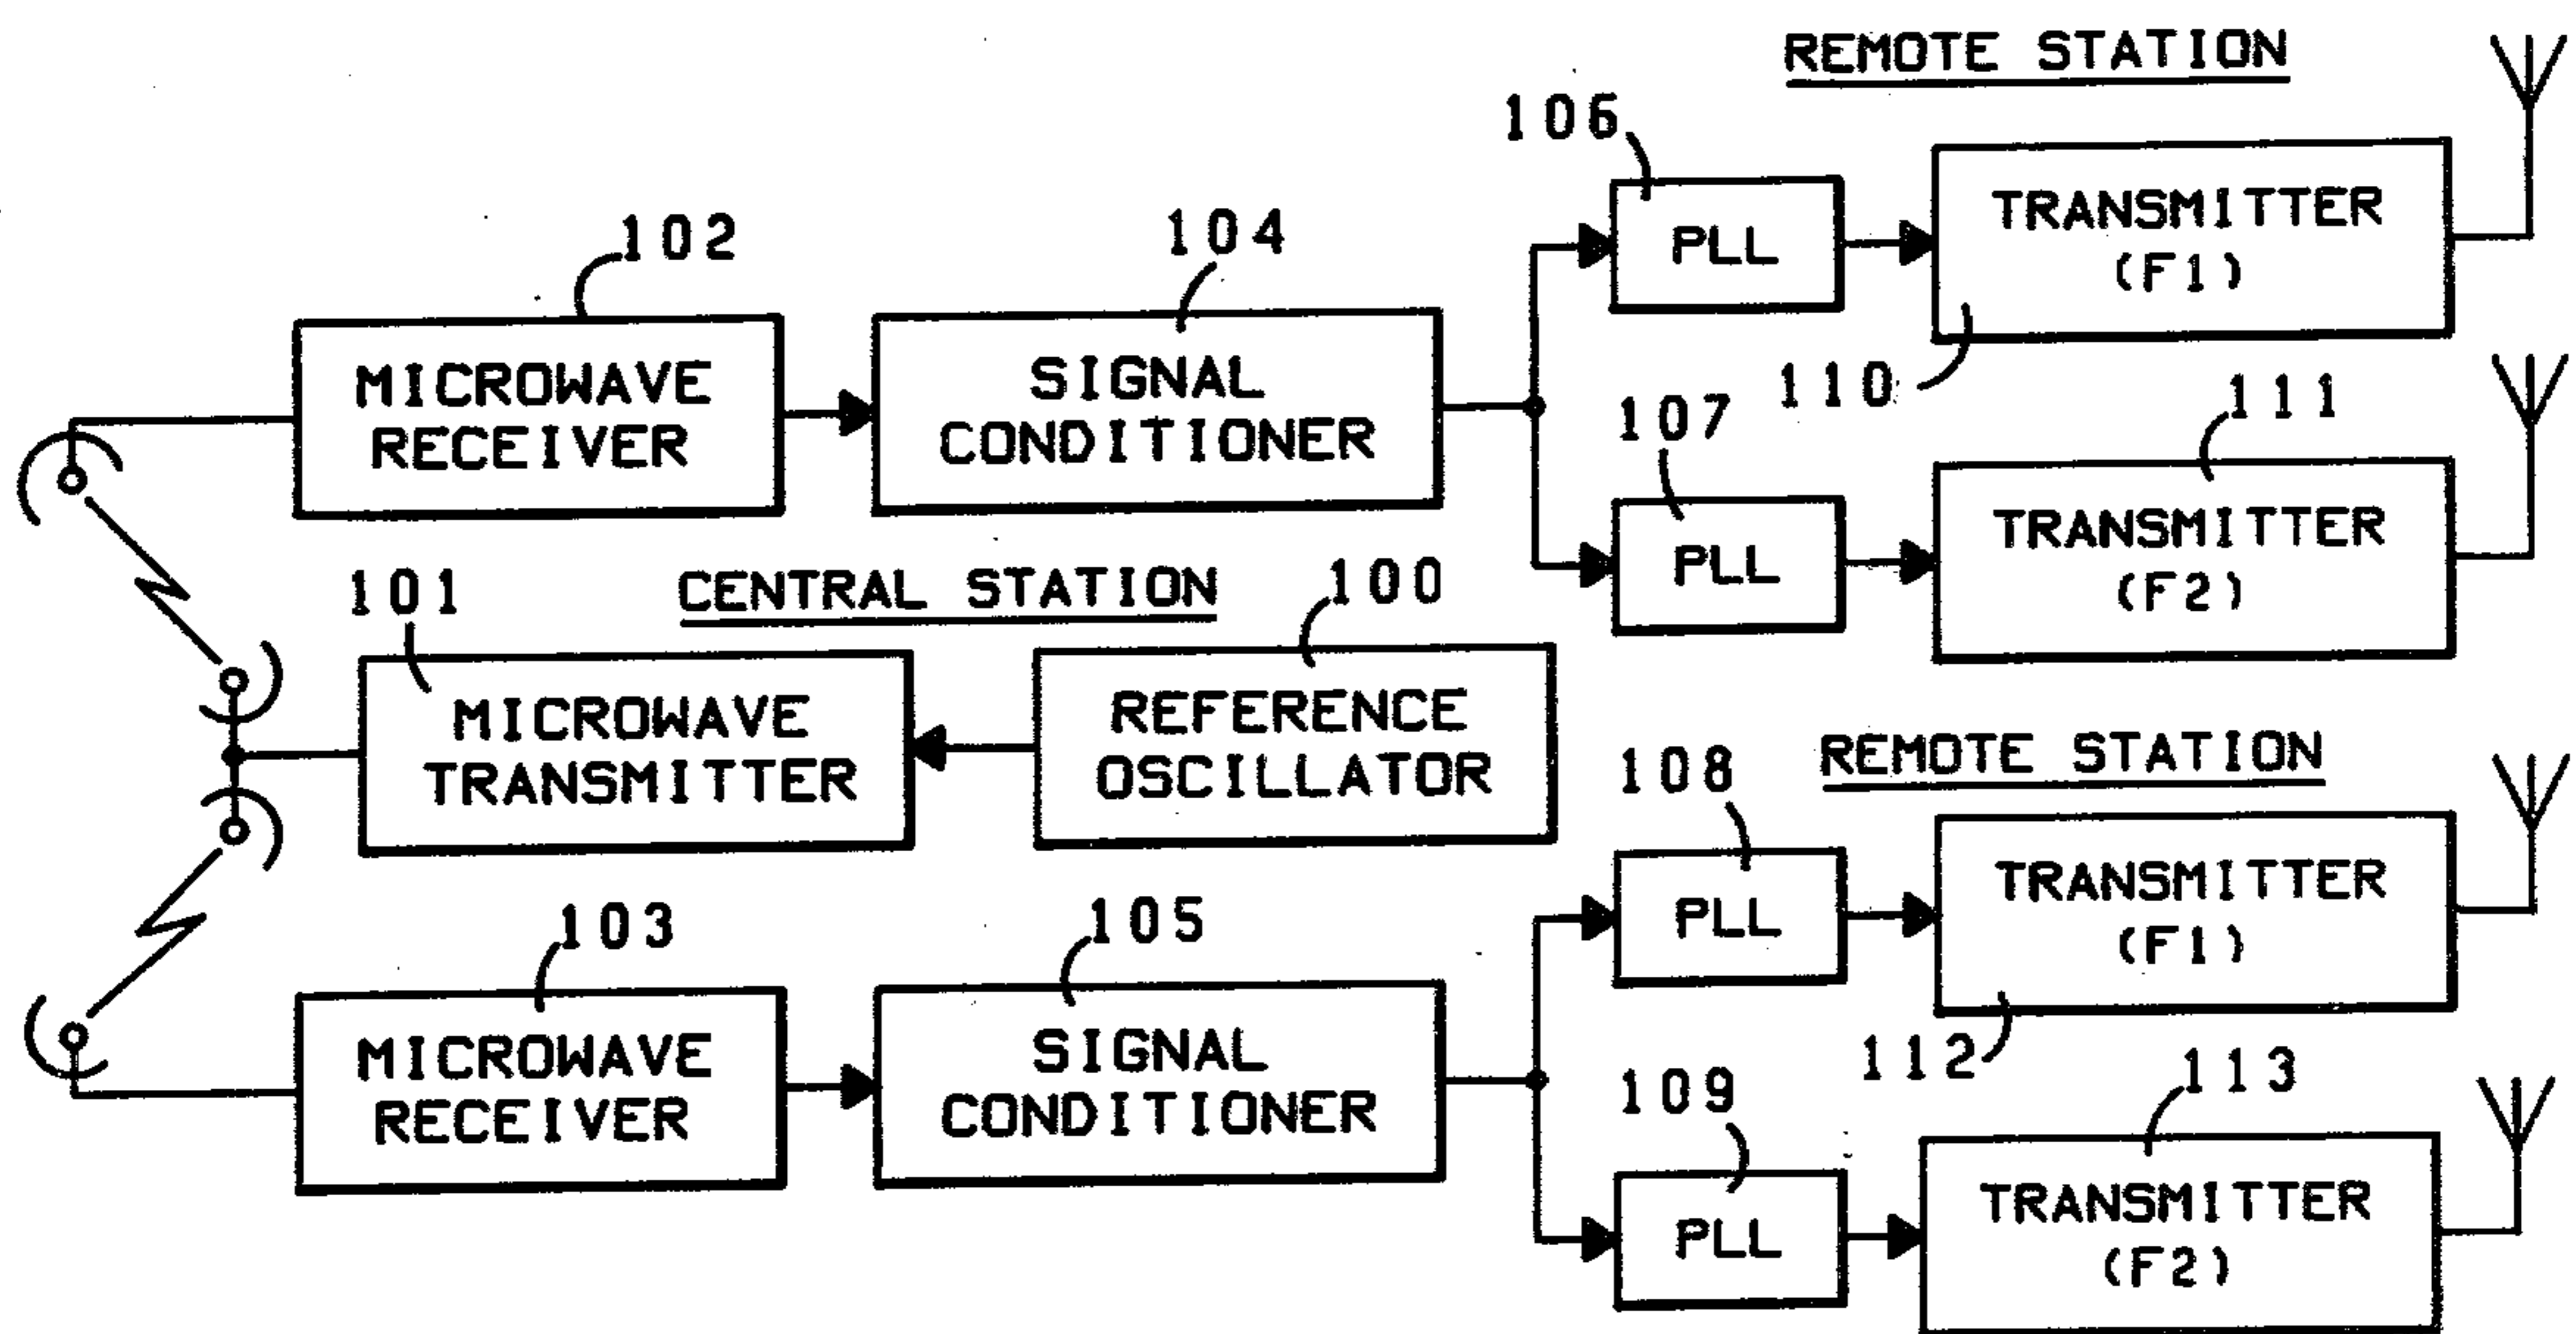 REMOTE STATION
106
TRANSMITTER
(F1)
PLL
102
104
110
MICROWAVE
RECEIVER
SIGNAL
CONDITIONER
107
111
PLL
TRANSMITTER
(F2)
101
CENTRAL STATION
100
MICROWAVE
TRANSMITTER
REFERENCE
OSCILLATOR
REMOTE STATION
108
PLL
TRANSMITTER
(F1)
103
105
112
MICROWAVE
RECEIVER
SIGNAL
CONDITIONER
109
113
PLL
TRANSMITTER
(F2)